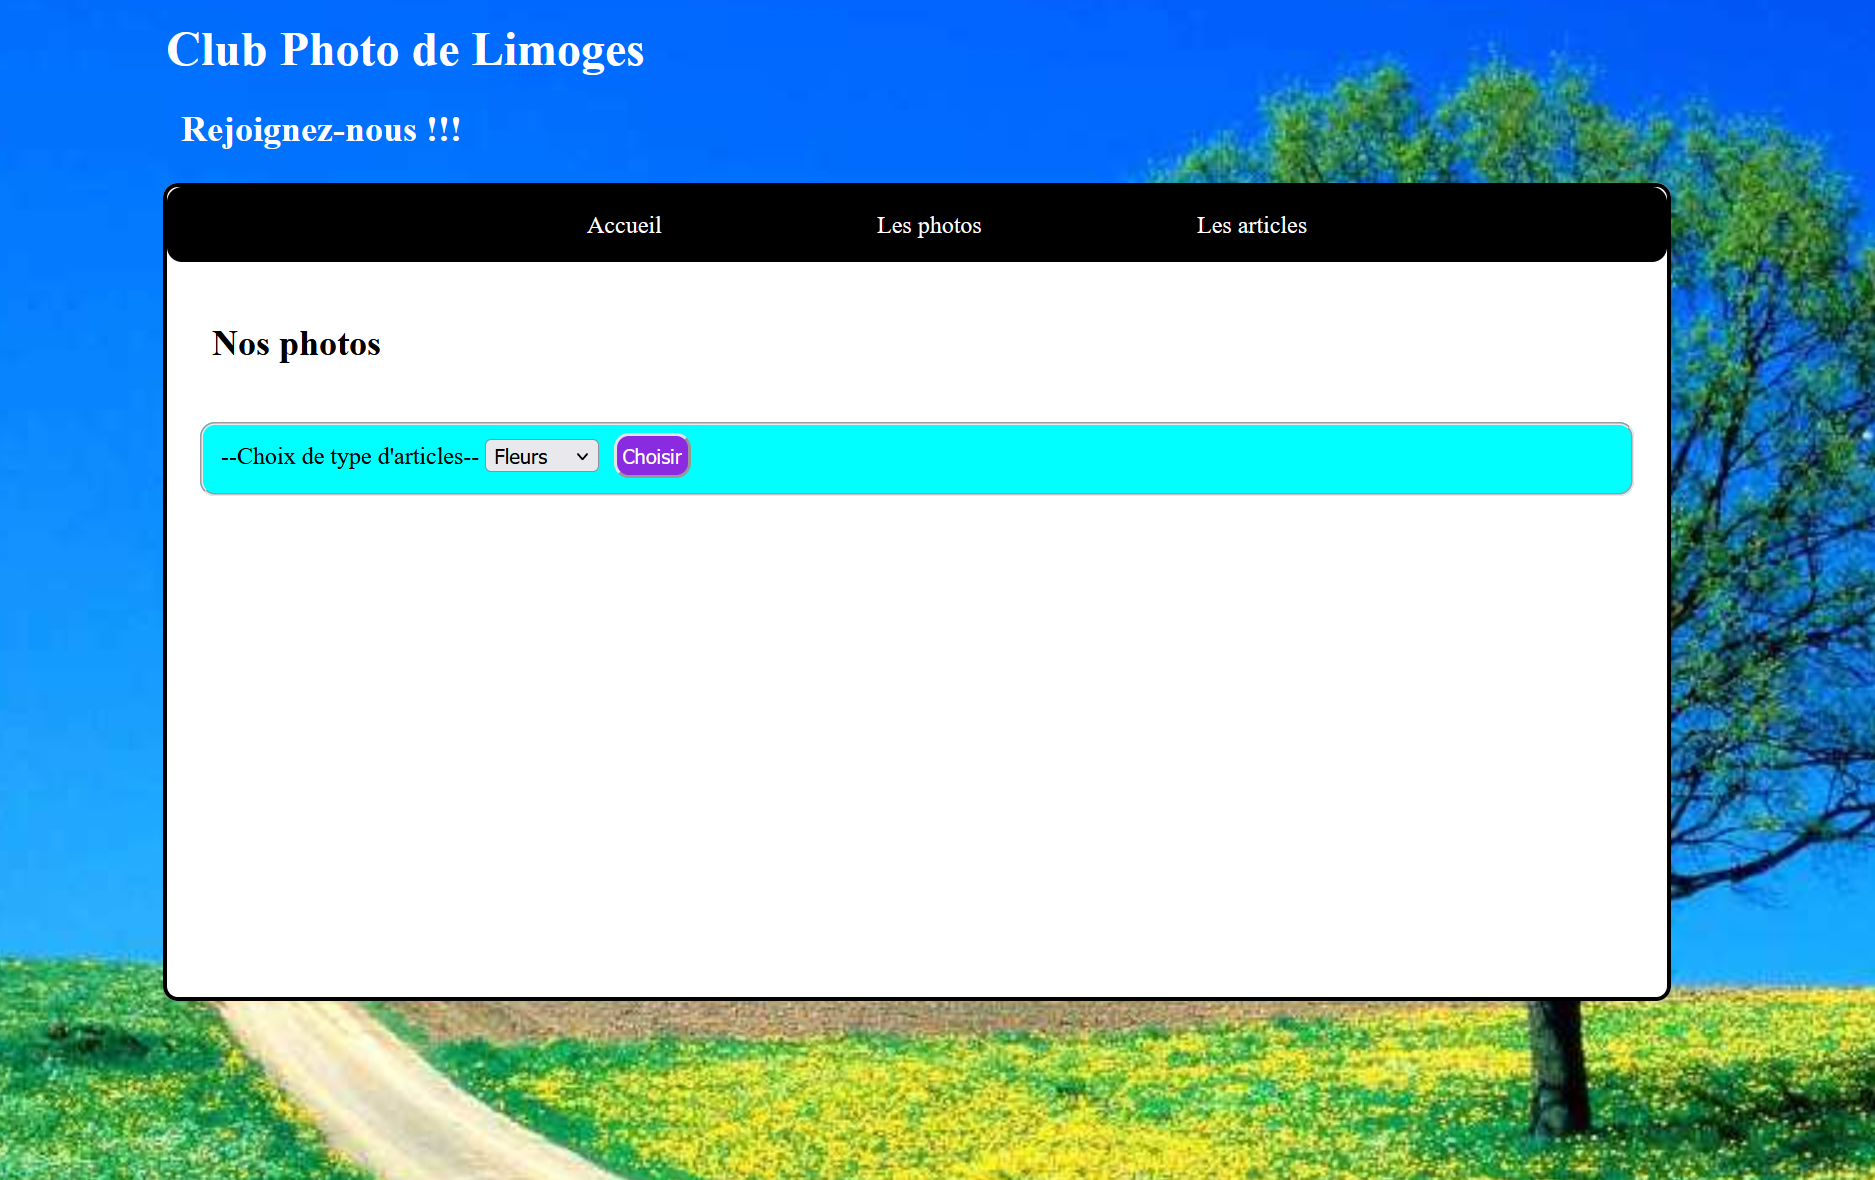 Club Photo de Limoges
Rejoignez-nous !!!
Accueil Les photos Les articles
Nos photos
--Choix de type d'articles-- Fleurs Choisir